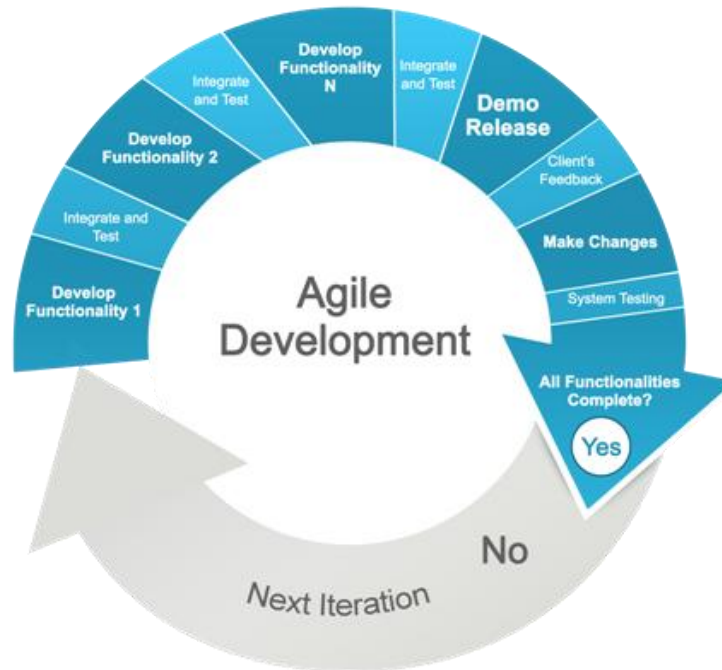 Develop
Functionality 1
Integrate and
Test
Develop
Functionality 2
Integrate
and Test
Develop
Functionality
N
Integrate
and Test
Demo
Release
Client's
Feedback
Make Changes
System Testing
All Functionalities
Complete?
Yes
No
Next Iteration
Agile
Development